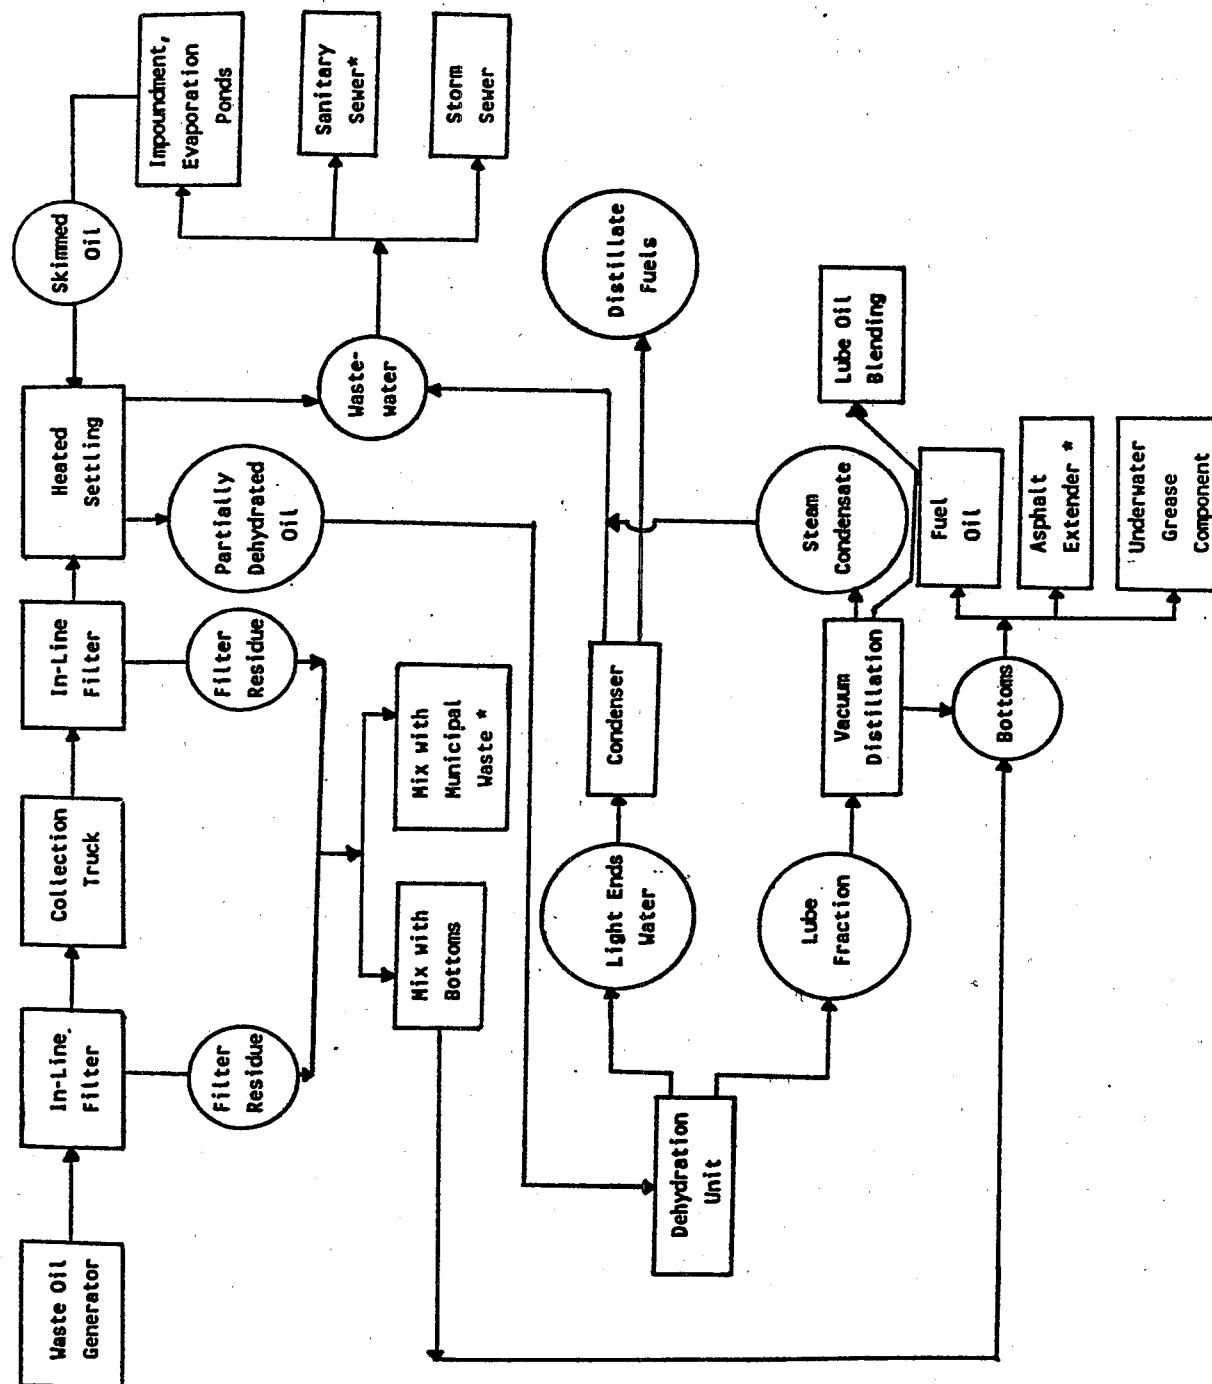 Waste Oil
Generator
In-Line
Filter
Collection
Truck
In-Line
Filter
Heated
Settling
Skimmed
Oil
Impoundment,
Evaporation
Ponds
Sanitary
Sewer*
Storm
Sewer
Filter
Residue
Filter
Residue
Partially
Dehydrated
Oil
Waste-
water
Mix with
Bottoms
Mix with
Municipal
Waste *
Light Ends
Water
Condenser
Distillate
Fuels
Dehydration
Unit
Lube
Fraction
Vacuum
Distillation
Steam
Condensate
Lube Oil
Blending
Bottoms
Fuel
Oil
Asphalt
Extender *
Underwater
Grease
Component